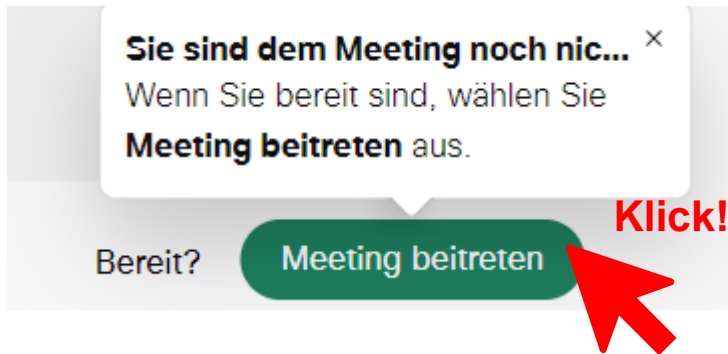 Sie sind dem Meeting noch nic... ×
Wenn Sie bereit sind, wählen Sie
Meeting beitreten aus.
Klick!
Bereit? Meeting beitreten